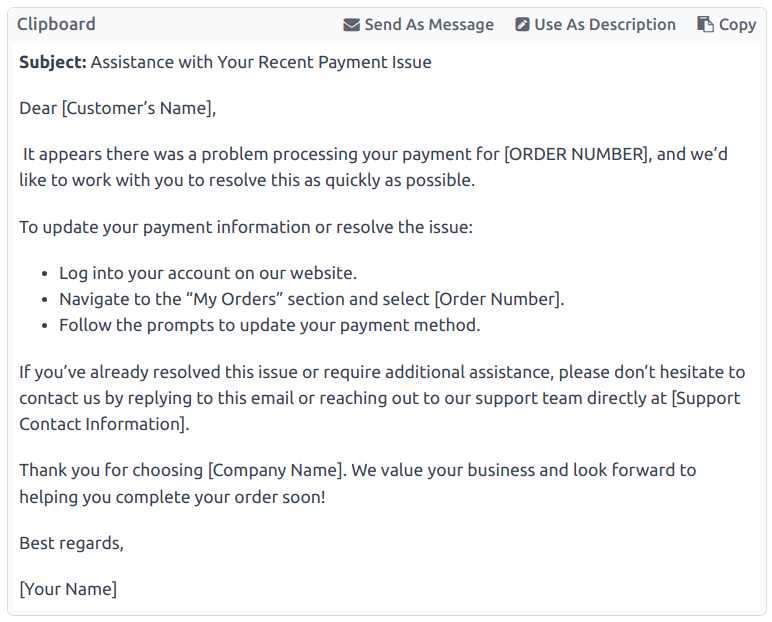 Clipboard Send As Message Use As Description Copy
Subject: Assistance with Your Recent Payment Issue
Dear [Customer’s Name],
It appears there was a problem processing your payment for [ORDER NUMBER], and we’d
like to work with you to resolve this as quickly as possible.
To update your payment information or resolve the issue:
• Log into your account on our website.
• Navigate to the “My Orders” section and select [Order Number].
• Follow the prompts to update your payment method.
If you’ve already resolved this issue or require additional assistance, please don’t hesitate to
contact us by replying to this email or reaching out to our support team directly at [Support
Contact Information].
Thank you for choosing [Company Name]. We value your business and look forward to
helping you complete your order soon!
Best regards,
[Your Name]